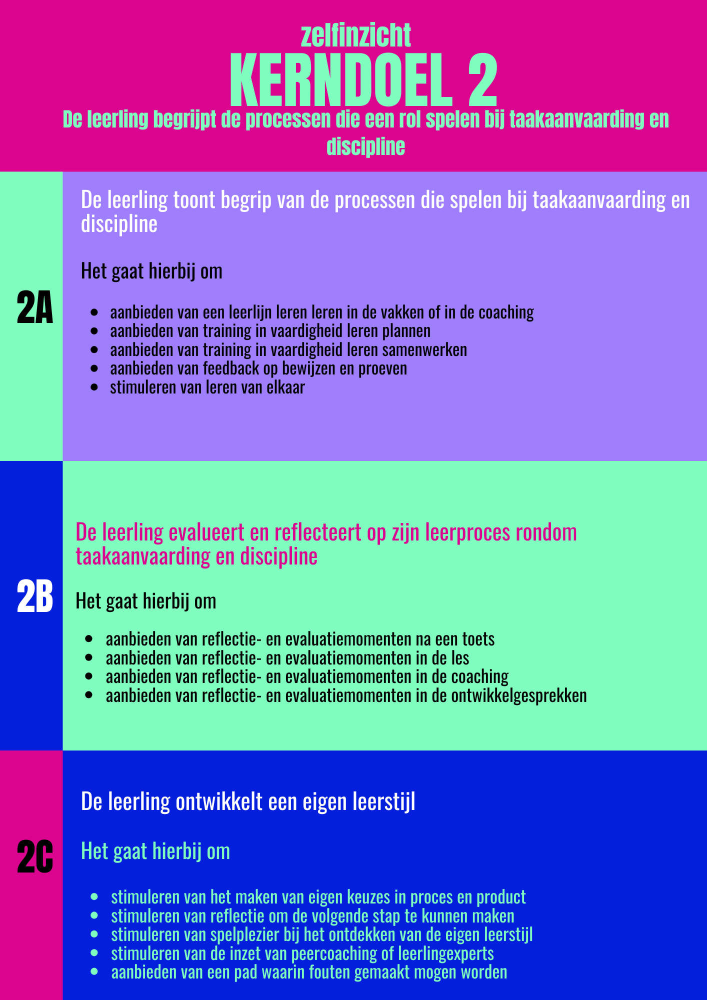 zelfinzicht
KERNDOEL 2
De leerling begrijpt de processen die een rol spelen bij taakaanvaarding en
discipline
De leerling toont begrip van de processen die spelen bij taakaanvaarding en
discipline
Het gaat hierbij om
2A
• aanbieden van een leerlijn leren leren in de vakken of in de coaching
• aanbieden van training in vaardigheid leren plannen
• aanbieden van training in vaardigheid leren samenwerken
• aanbieden van feedback op bewijzen en proeven
• stimuleren van leren van elkaar
De leerling evalueert en reflecteert op zijn leerproces rondom
taakaanvaarding en discipline
2B
Het gaat hierbij om
• aanbieden van reflectie- en evaluatiemomenten na een toets
• aanbieden van reflectie- en evaluatiemomenten in de les
• aanbieden van reflectie- en evaluatiemomenten in de coaching
• aanbieden van reflectie- en evaluatiemomenten in de ontwikkelgesprekken
De leerling ontwikkelt een eigen leerstijl
2C
Het gaat hierbij om
• stimuleren van het maken van eigen keuzes in proces en product
• stimuleren van reflectie om de volgende stap te kunnen maken
• stimuleren van spelplezier bij het ontdekken van de eigen leerstijl
• stimuleren van de inzet van peercoaching of leerlingexperts
• aanbieden van een pad waarin fouten gemaakt mogen worden